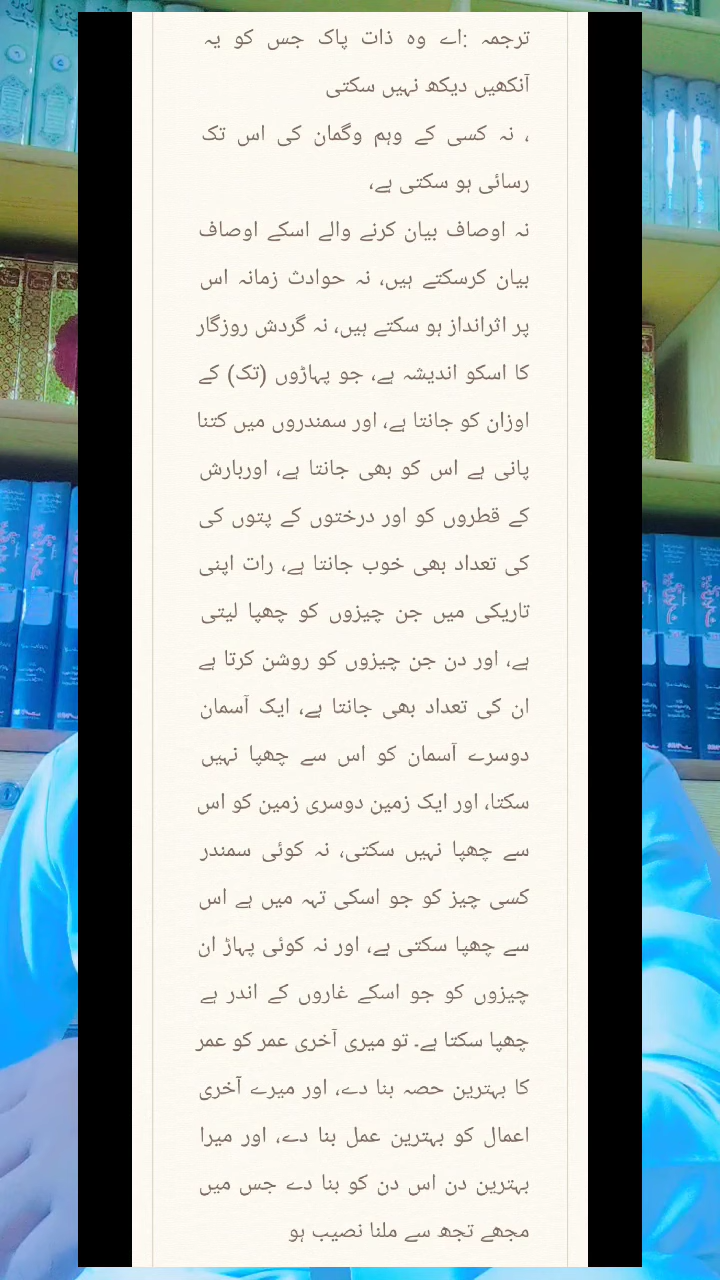 ترجمہ :اے وہ ذات پاک جس کو یہ
آنکھیں دیکھ نہیں سکتی
، نہ کسی کے وہم وگمان کی اس تک
رسائی ہو سکتی ہے،
نہ اوصاف بیان کرنے والے اسکے اوصاف
بیان کرسکتے ہیں، نہ حوادث زمانہ اس
پر اثرانداز ہو سکتے ہیں، نہ گردش روزگار
کا اسکو اندیشہ ہے، جو پہاڑوں (تک) کے
اوزان کو جانتا ہے، اور سمندروں میں کتنا
پانی ہے اس کو بھی جانتا ہے، اوربارش
کے قطروں کو اور درختوں کے پتوں کی
کی تعداد بھی خوب جانتا ہے، رات اپنی
تاریکی میں جن چیزوں کو چھپا لیتی
ہے، اور دن جن چیزوں کو روشن کرتا ہے
ان کی تعداد بھی جانتا ہے، ایک آسمان
دوسرے آسمان کو اس سے چھپا نہیں
سکتا، اور ایک زمین دوسری زمین کو اس
سے چھپا نہیں سکتی، نہ کوئی سمندر
کسی چیز کو جو اسکی تہہ میں ہے اس
سے چھپا سکتی ہے، اور نہ کوئی پہاڑ ان
چیزوں کو جو اسکے غاروں کے اندر ہے
چھپا سکتا ہے۔ تو میری آخری عمر کو عمر
کا بہترین حصہ بنا دے، اور میرے آخری
اعمال کو بہترین عمل بنا دے، اور میرا
بہترین دن اس دن کو بنا دے جس میں
مجھے تجھ سے ملنا نصیب ہو